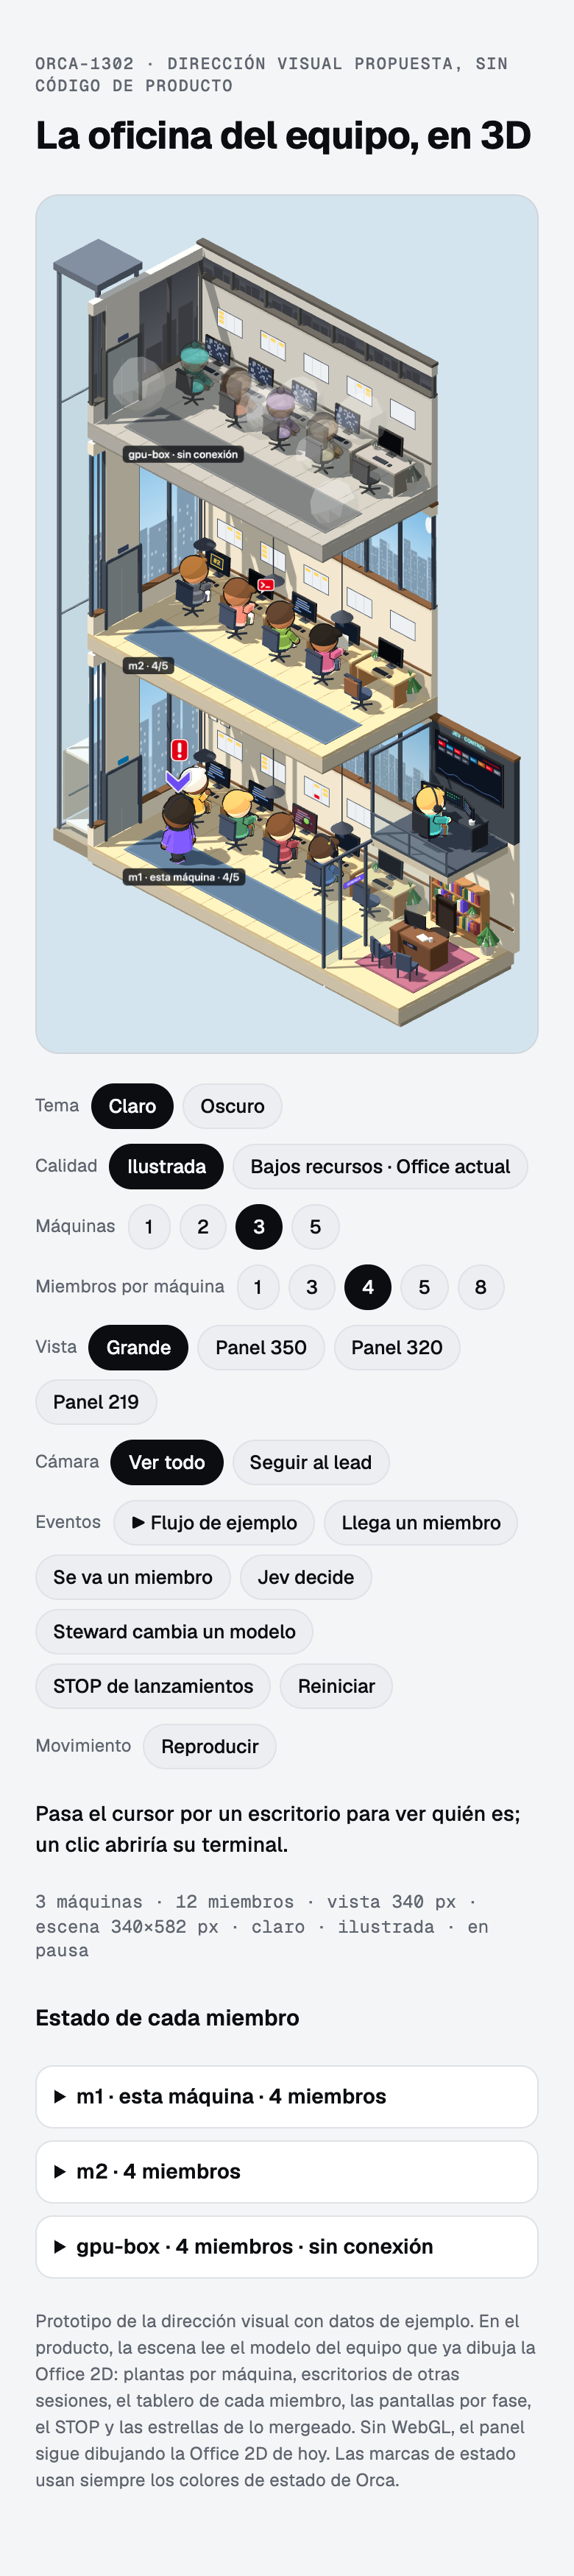 ORCA-1302 · DIRECCIÓN VISUAL PROPUESTA, SIN
CÓDIGO DE PRODUCTO
La oficina del equipo, en 3D
gpu-box · sin conexión
m2 · 4/5
JEV · CONTROL
m1 · esta máquina · 4/5
Tema Claro Oscuro
Calidad Ilustrada Bajos recursos · Office actual
Máquinas 1 2 3 5
Miembros por máquina 1 3 4 5 8
Vista Grande Panel 350 Panel 320
Panel 219
Cámara Ver todo Seguir al lead
Eventos ▶ Flujo de ejemplo Llega un miembro
Se va un miembro Jev decide
Steward cambia un modelo
STOP de lanzamientos Reiniciar
Movimiento Reproducir
Pasa el cursor por un escritorio para ver quién es;
un clic abriría su terminal.
3 máquinas · 12 miembros · vista 340 px ·
escena 340×582 px · claro · ilustrada · en
pausa
Estado de cada miembro
▶ m1 · esta máquina · 4 miembros
▶ m2 · 4 miembros
▶ gpu-box · 4 miembros · sin conexión
Prototipo de la dirección visual con datos de ejemplo. En el
producto, la escena lee el modelo del equipo que ya dibuja la
Office 2D: plantas por máquina, escritorios de otras
sesiones, el tablero de cada miembro, las pantallas por fase,
el STOP y las estrellas de lo mergeado. Sin WebGL, el panel
sigue dibujando la Office 2D de hoy. Las marcas de estado
usan siempre los colores de estado de Orca.